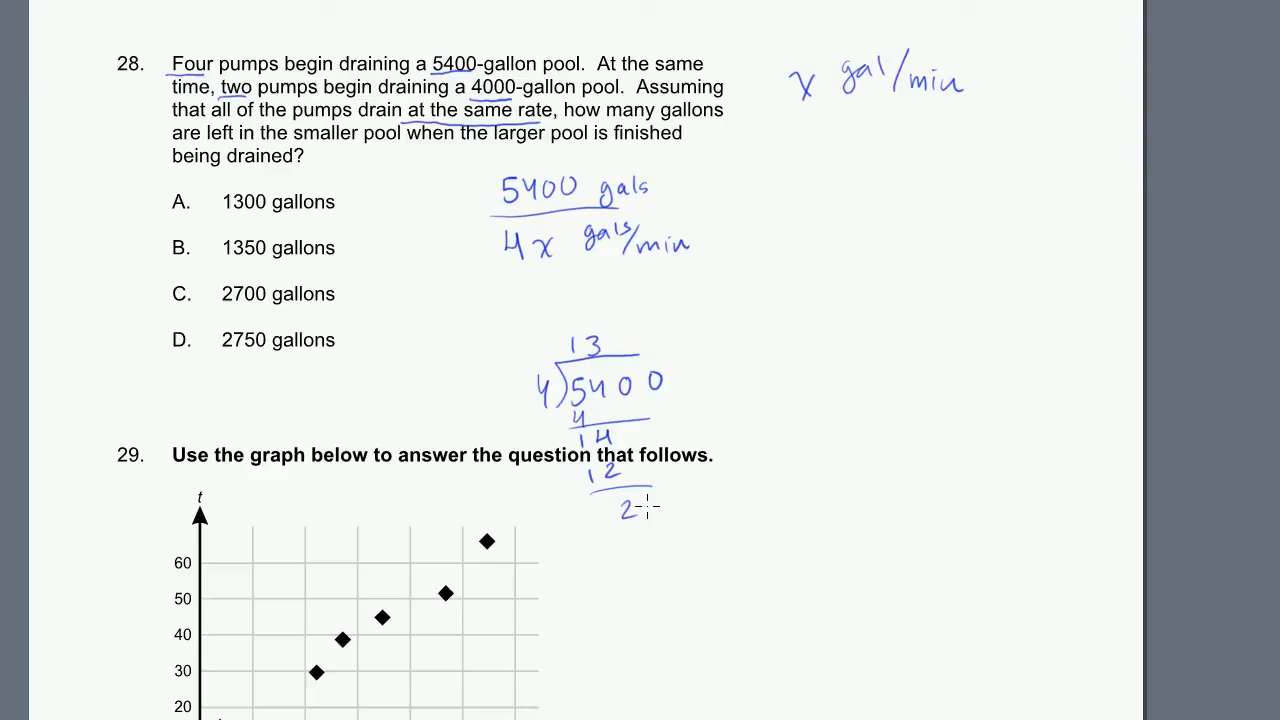 28. Four pumps begin draining a 5400-gallon pool. At the same
time, two pumps begin draining a 4000-gallon pool. Assuming
that all of the pumps drain at the same rate, how many gallons
are left in the smaller pool when the larger pool is finished
being drained?
x gal/min
A. 1300 gallons
B. 1350 gallons
C. 2700 gallons
D. 2750 gallons
5400 gals
4x gals/min
13
4)5400
4
14
12
2
29. Use the graph below to answer the question that follows.
t
60
50
40
30
20